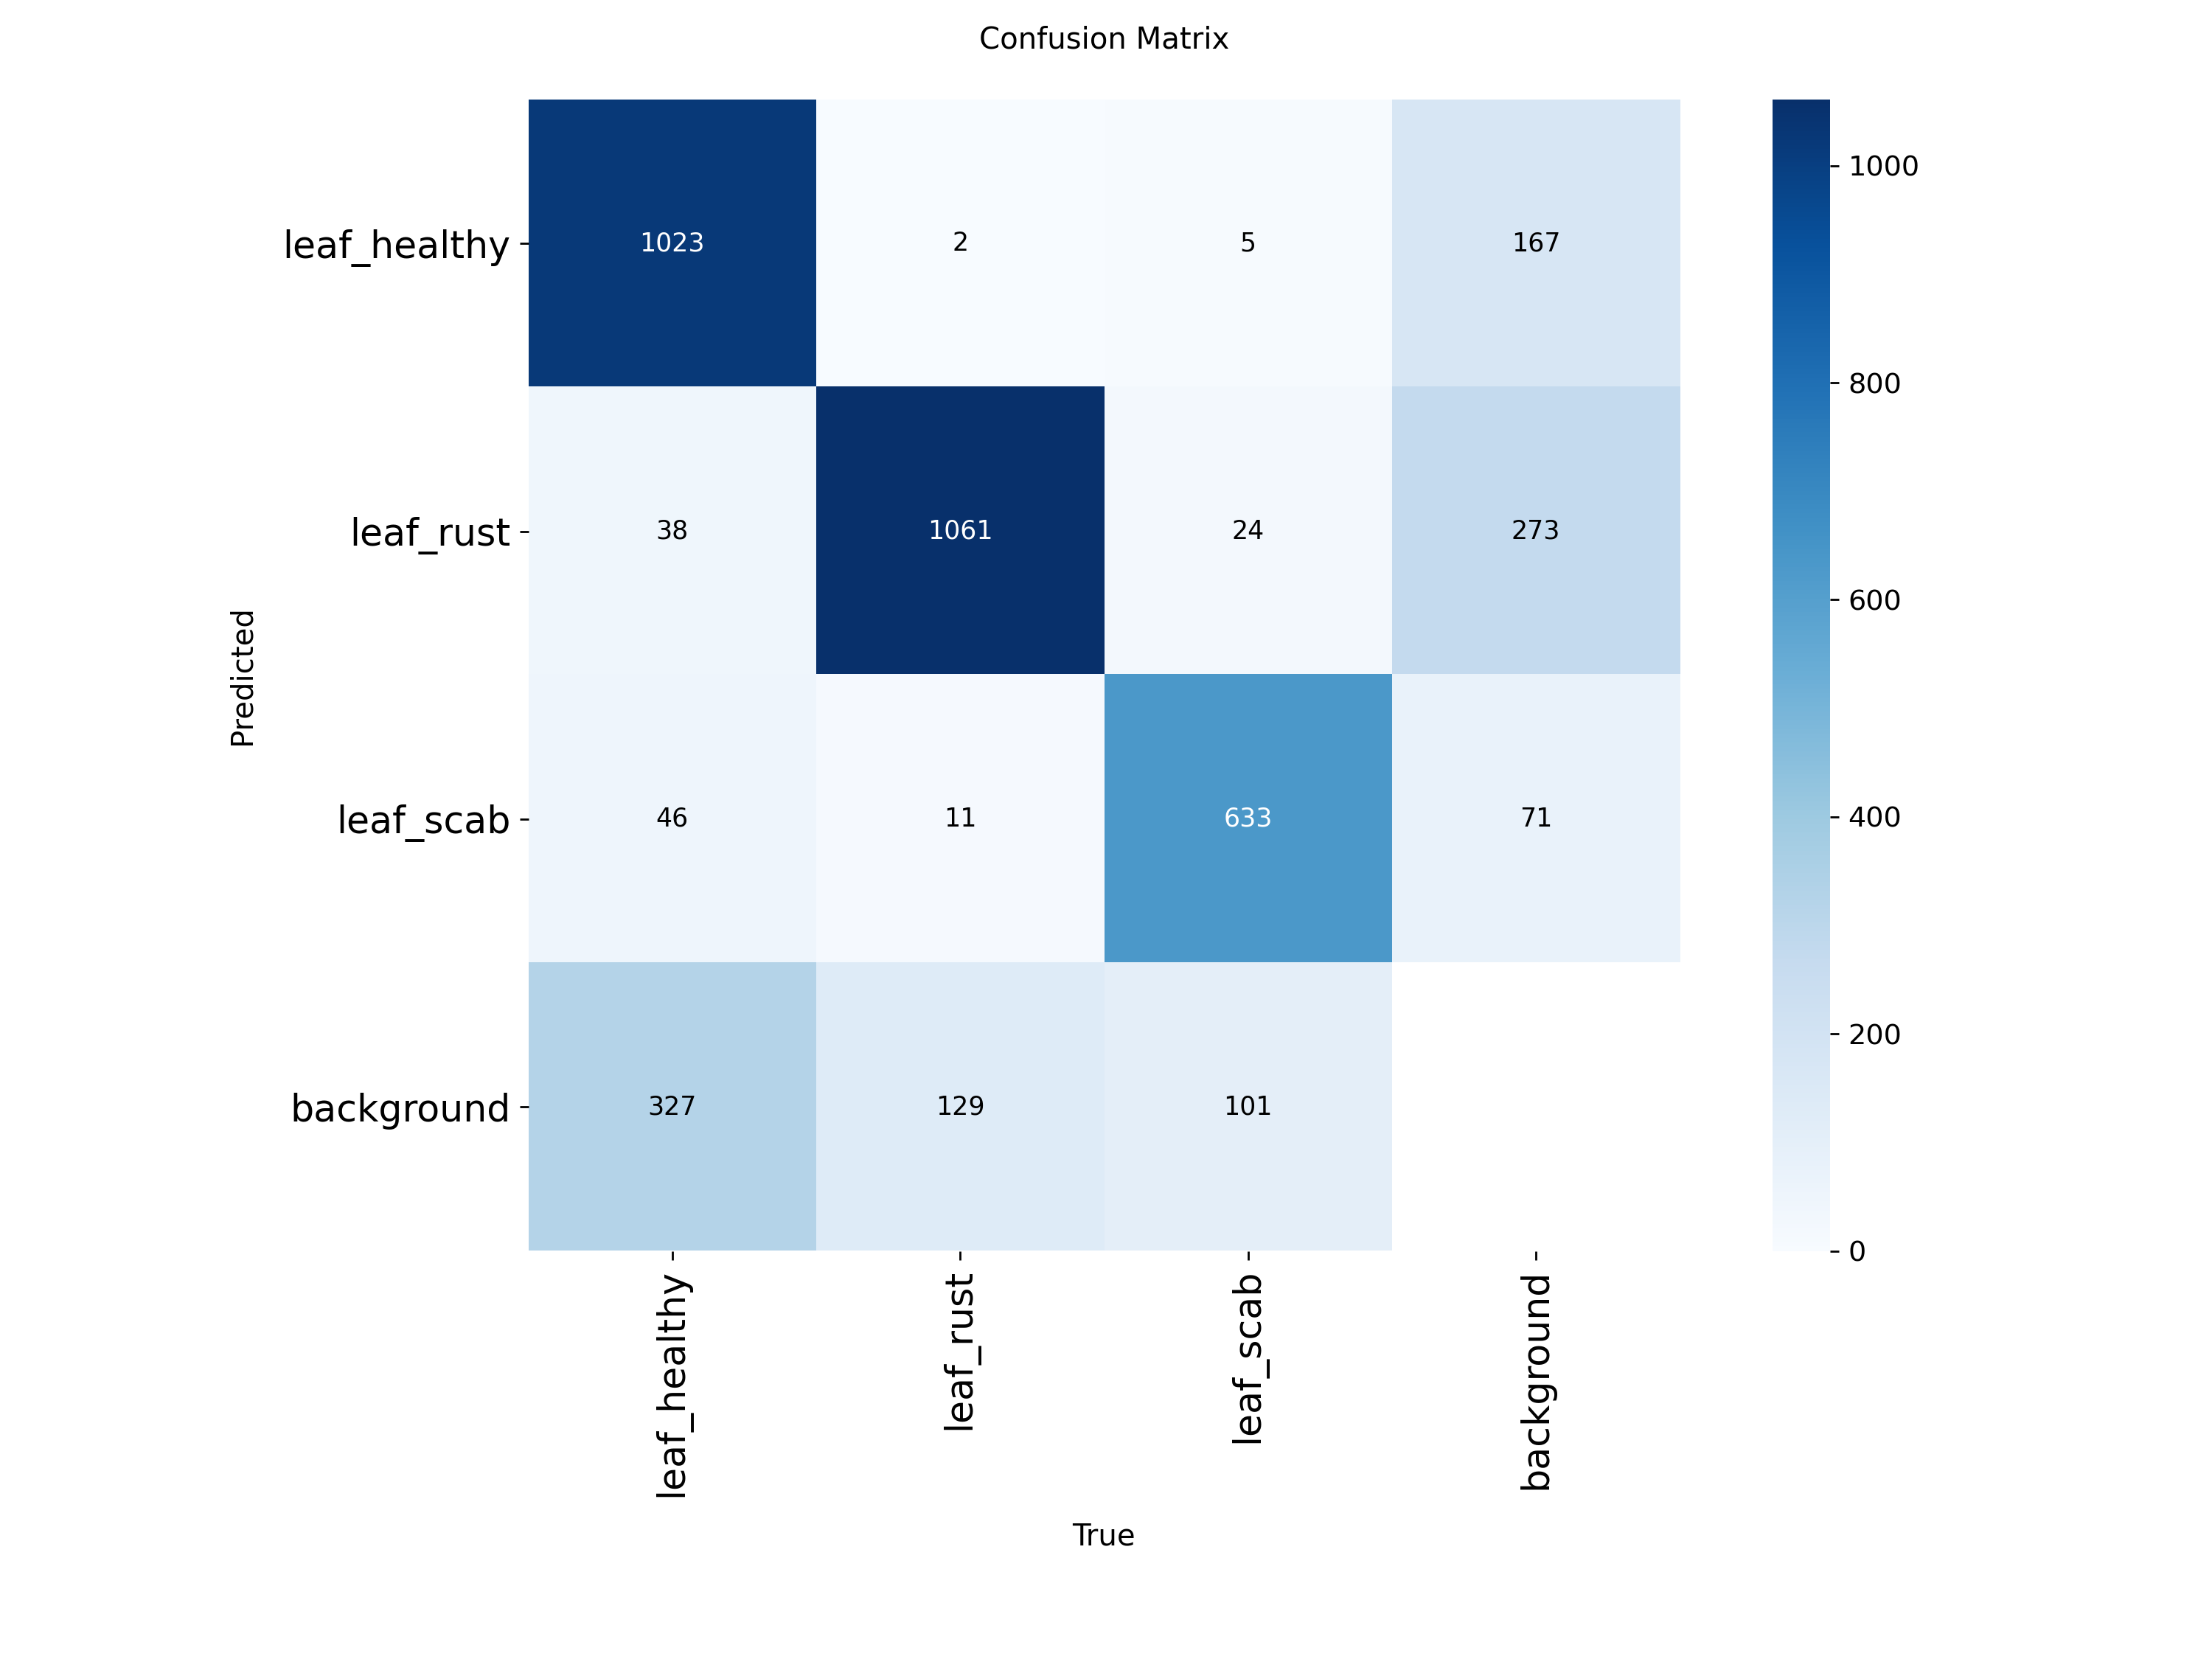 Confusion Matrix
leaf_healthy 1023 2 5 167
leaf_rust 38 1061 24 273
leaf_scab 46 11 633 71
background 327 129 101
Predicted
leaf_healthy leaf_rust leaf_scab background
True
1000
800
600
400
200
0